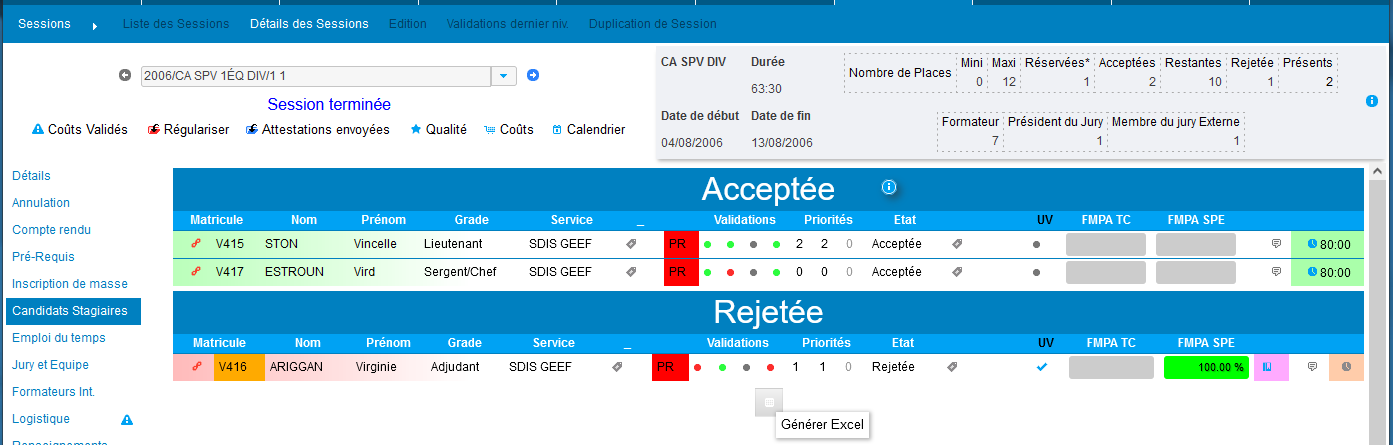 Sessions Liste des Sessions Détails des Sessions Edition Validations dernier niv. Duplication de Session
2006/CA SPV 1ÉQ DIV/1 1
Session terminée
Coûts Validés Régulariser Attestations envoyées Qualité Coûts Calendrier
CA SPV DIV Durée
63:30
Date de début Date de fin
04/08/2006 13/08/2006
Nombre de Places Mini Maxi Réservées* Acceptées Restantes Rejetée Présents
0 12 1 2 10 1 2
Formateur Président du Jury Membre du jury Externe
7 1 1
Détails
Annulation
Compte rendu
Pré-Requis
Inscription de masse
Candidats Stagiaires
Emploi du temps
Jury et Equipe
Formateurs Int.
Logistique
Renseignements
Acceptée
Matricule Nom Prénom Grade Service _ Validations Priorités Etat UV FMPA TC FMPA SPE
V415 STON Vincelle Lieutenant SDIS GEEF PR 2 2 0 Acceptée 80:00
V417 ESTROUN Vird Sergent/Chef SDIS GEEF PR 0 0 0 Acceptée 80:00
Rejetée
Matricule Nom Prénom Grade Service _ Validations Priorités Etat UV FMPA TC FMPA SPE
V416 ARIGGAN Virginie Adjudant SDIS GEEF PR 1 1 0 Rejetée 100.00 %
Générer Excel